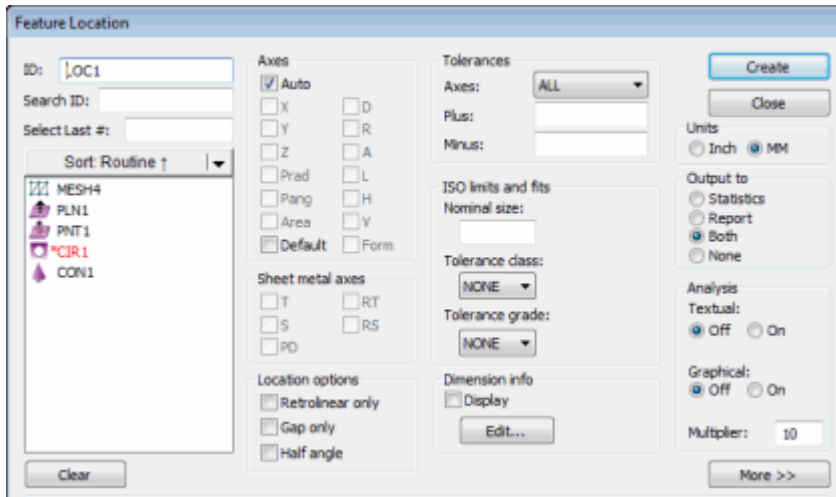 Feature Location
ID: LOC1
Search ID:
Select Last #:
Sort: Routine ↑
MESH4
PLN1
PNT1
*CIR1
CON1
Clear
Axes
Auto
X D
Y R
Z A
Prad L
Pang H
Area V
Default Form
Sheet metal axes
T RT
S RS
PD
Location options
Retrolinear only
Gap only
Half angle
Tolerances
Axes: ALL
Plus:
Minus:
ISO limits and fits
Nominal size:
Tolerance class:
NONE
Tolerance grade:
NONE
Dimension info
Display
Edit...
Create
Close
Units
Inch MM
Output to
Statistics
Report
Both
None
Analysis
Textual:
Off On
Graphical:
Off On
Multiplier: 10
More >>